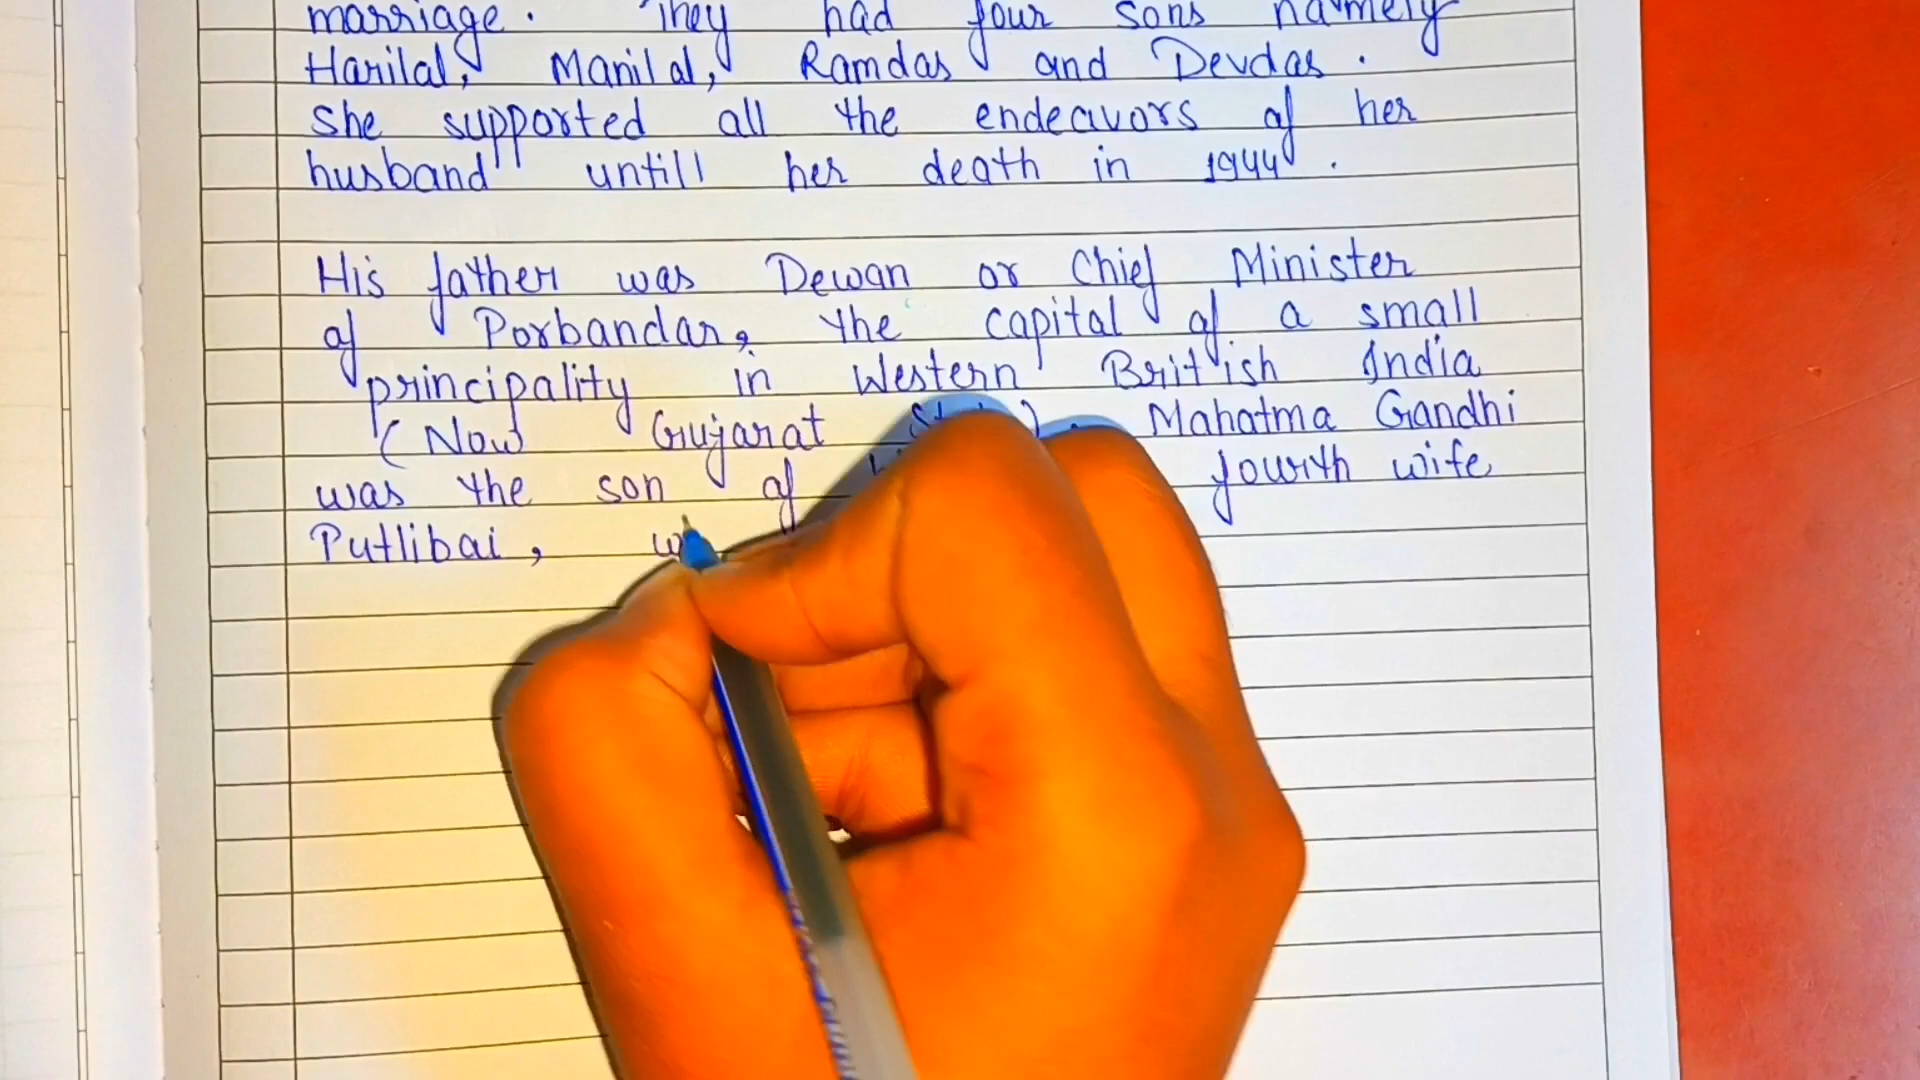 marriage. They had four sons namely
Harilal, Manilal, Ramdas and Devdas.
She supported all the endeavors of her
husband untill her death in 1944.
His father was Dewan or Chief Minister
of Porbandar, the capital of a small
principality in Western British India
(Now Gujarat Mahatma Gandhi
was the son of fourth wife
Putlibai,